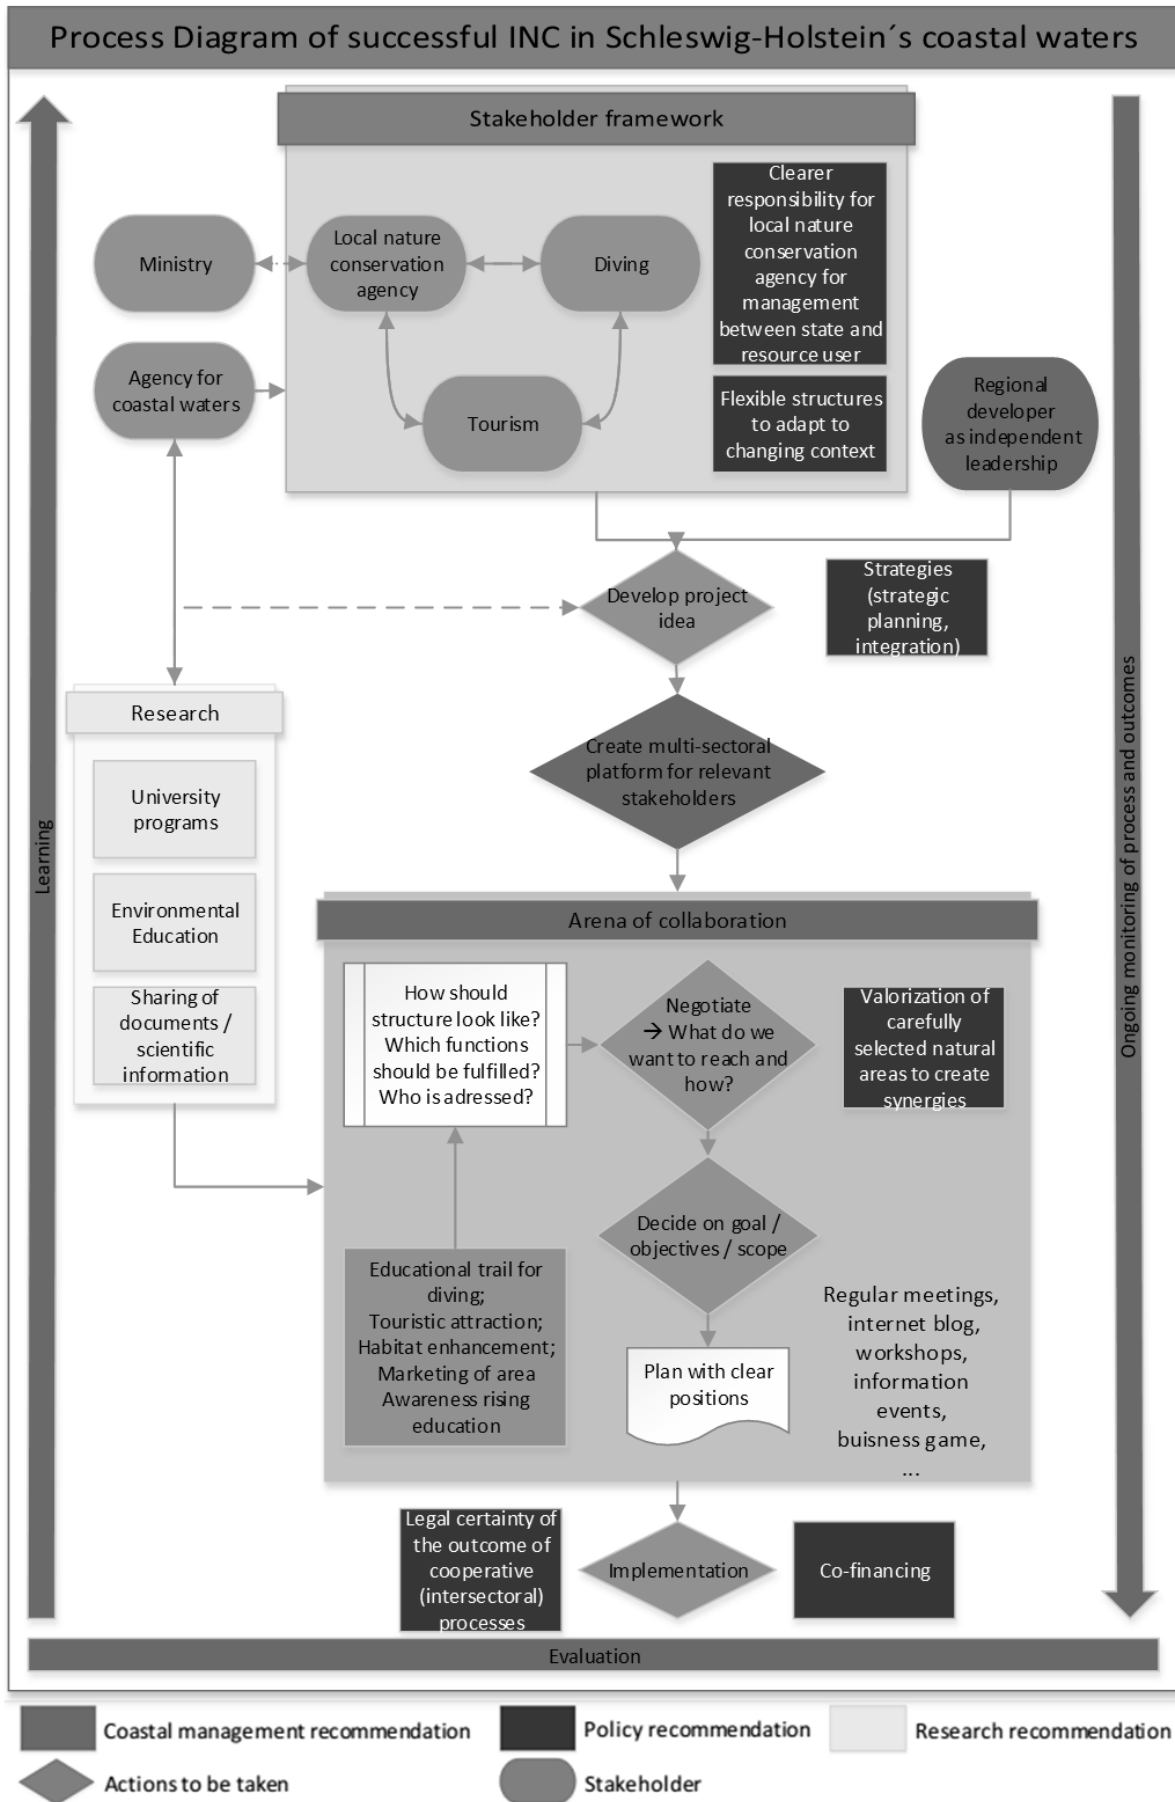 Process Diagram of successful INC in Schleswig-Holstein´s coastal waters
Stakeholder framework
Clearer
responsibility for
local nature
conservation
agency for
management
between state and
resource user
Ministry
Local nature
conservation
agency
Diving
Agency for
coastal waters
Tourism
Flexible structures
to adapt to
changing context
Regional
developer
as independent
leadership
Develop project
idea
Strategies
(strategic
planning,
integration)
Research
University
programs
Environmental
Education
Sharing of
documents /
scientific
information
Create multi-sectoral
platform for relevant
stakeholders
Learning
Ongoing monitoring of process and outcomes
Arena of collaboration
How should
structure look like?
Which functions
should be fulfilled?
Who is adressed?
Negotiate
→ What do we
want to reach and
how?
Valorization of
carefully
selected natural
areas to create
synergies
Decide on goal /
objectives / scope
Educational trail for
diving;
Touristic attraction;
Habitat enhancement;
Marketing of area
Awareness rising
education
Plan with clear
positions
Regular meetings,
internet blog,
workshops,
information
events,
buisness game,
...
Legal certainty of
the outcome of
cooperative
(intersectoral)
processes
Implementation
Co-financing
Evaluation
Coastal management recommendation
Policy recommendation
Research recommendation
Actions to be taken
Stakeholder